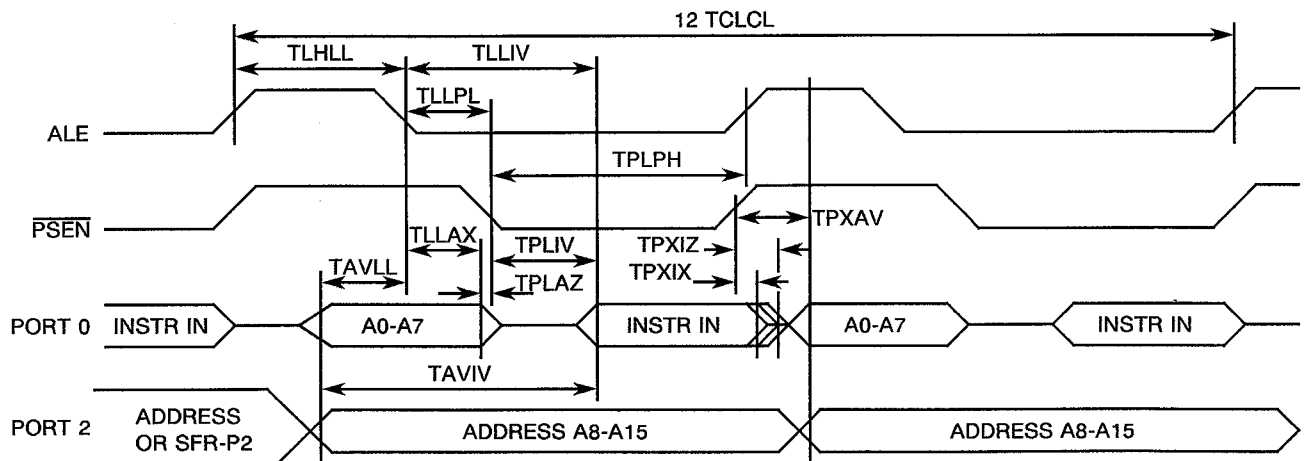 12 TCLCL
TLHLL
TLLIV
TLLPL
ALE
TPLPH
PSEN
TPXAV
TLLAX
TPLIV
TPXIZ
TAVLL
TPLAZ
TPXIX
PORT 0
INSTR IN
A0-A7
INSTR IN
A0-A7
INSTR IN
TAVIV
PORT 2
ADDRESS
OR SFR-P2
ADDRESS A8-A15
ADDRESS A8-A15